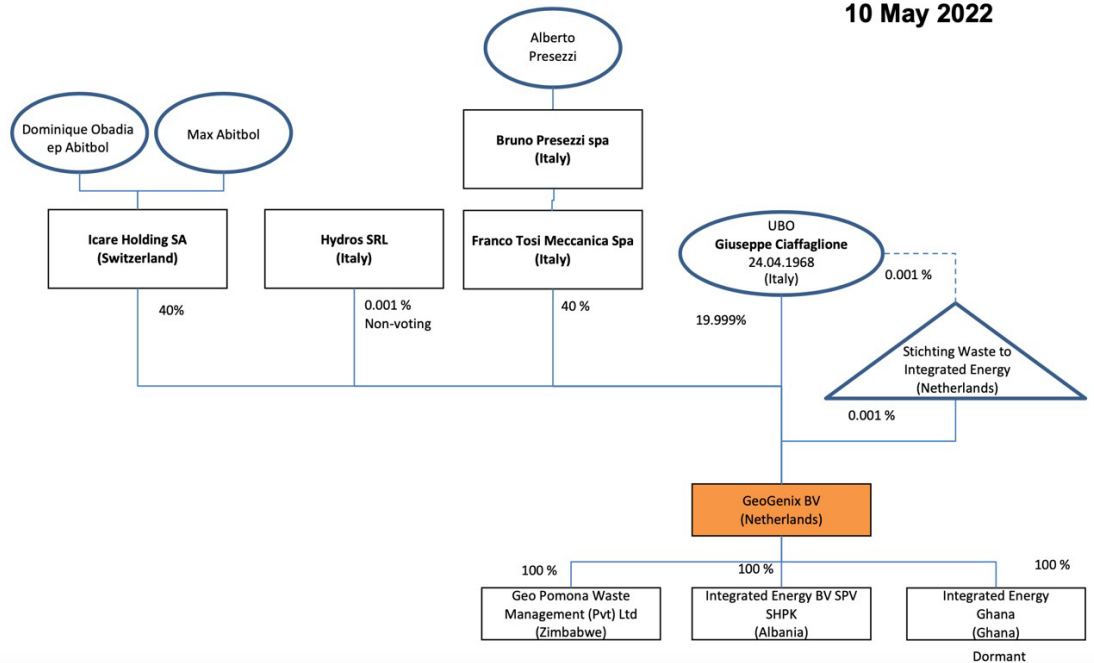 10 May 2022
Alberto
Presezzi
Dominique Obadia
ep Abitbol
Max Abitbol
Bruno Presezzi spa
(Italy)
Icare Holding SA
(Switzerland)
Hydros SRL
(Italy)
Franco Tosi Meccanica Spa
(Italy)
UBO
Giuseppe Ciaffaglione
24.04.1968
(Italy)
0.001 %
40%
0.001 %
Non-voting
40 %
19.999%
Stichting Waste to
Integrated Energy
(Netherlands)
0.001 %
GeoGenix BV
(Netherlands)
100 %
100 %
100 %
Geo Pomona Waste
Management (Pvt) Ltd
(Zimbabwe)
Integrated Energy BV SPV
SHPK
(Albania)
Integrated Energy
Ghana
(Ghana)
Dormant